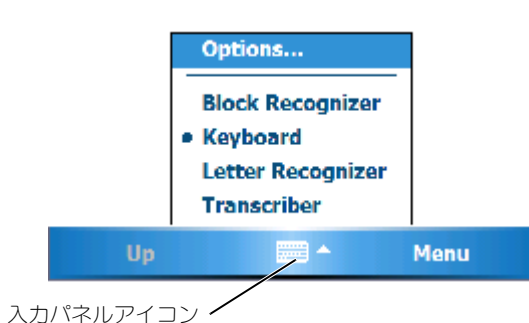 Options...
Block Recognizer
Keyboard
Letter Recognizer
Transcriber
Up Menu
入力パネルアイコン